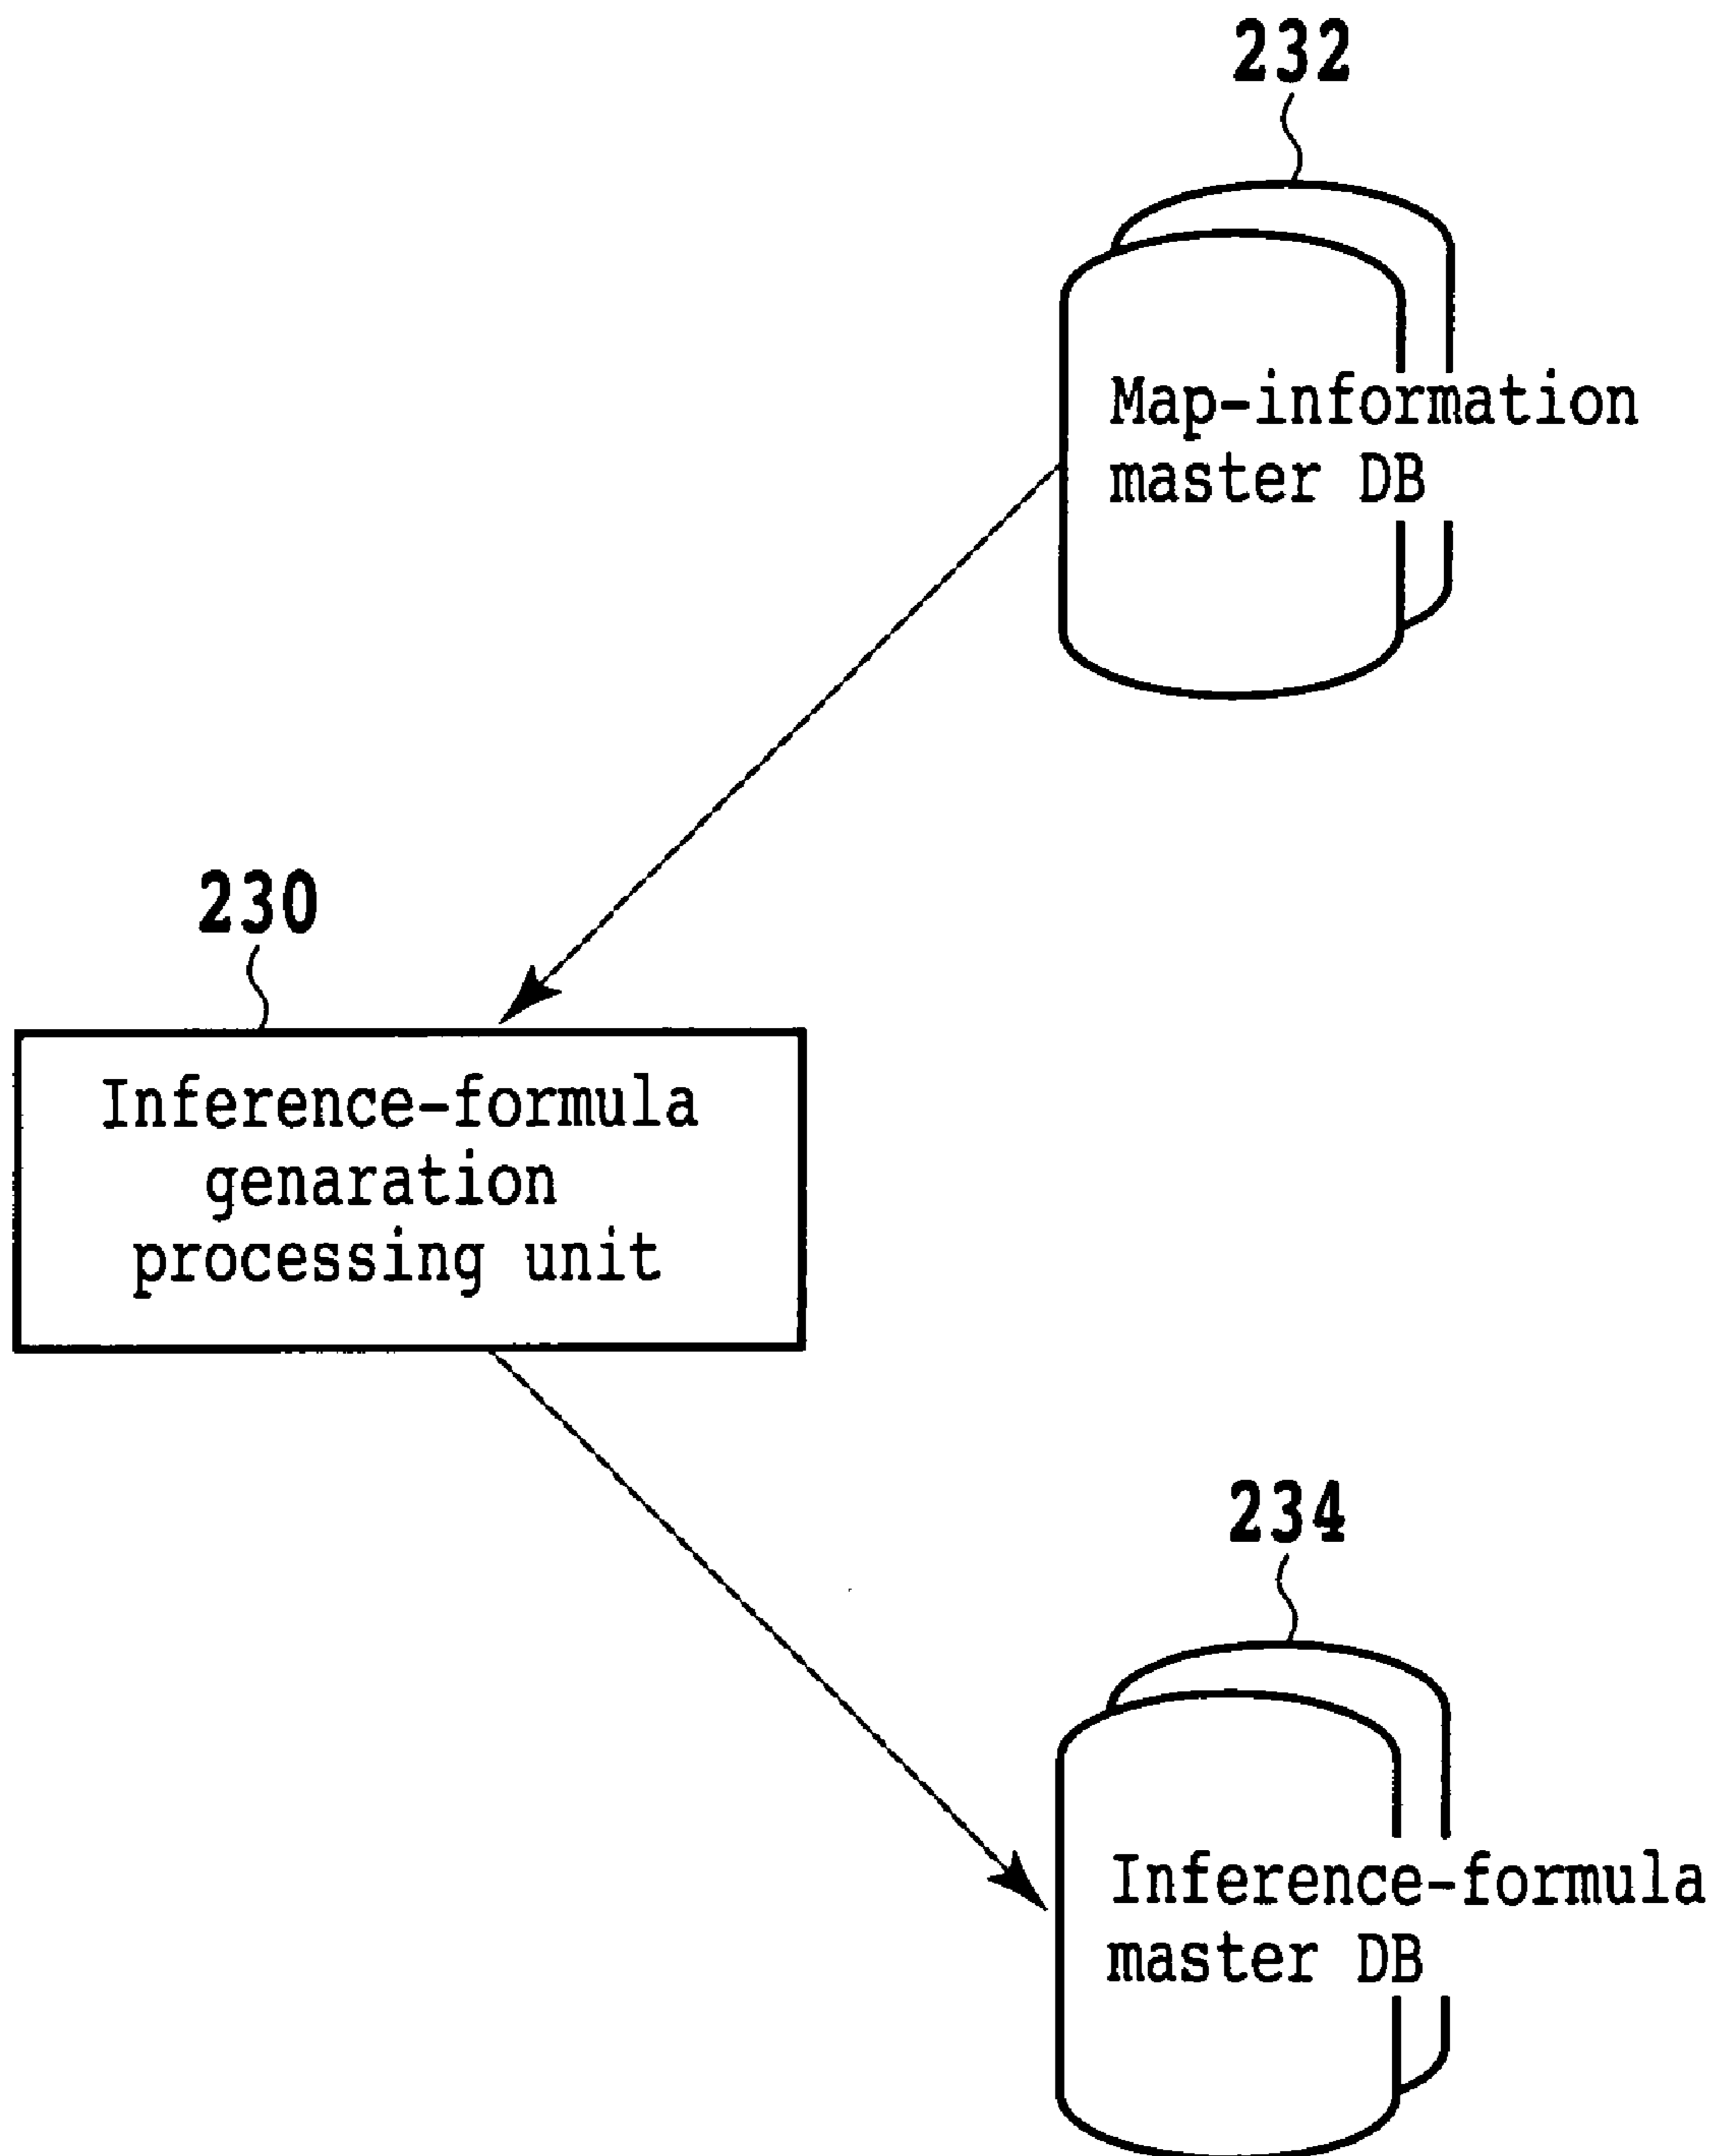 232
Map-information
master DB
230
Inference-formula
genaration
processing unit
234
Inference-formula
master DB